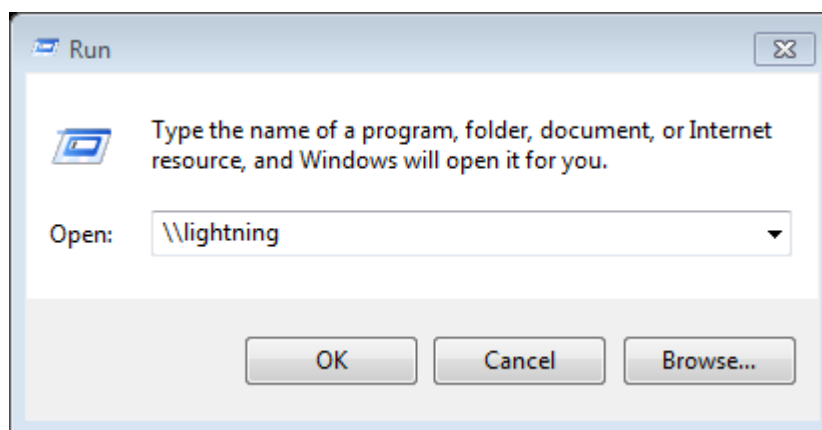 Run
Type the name of a program, folder, document, or Internet
resource, and Windows will open it for you.
Open: \\lightning
OK Cancel Browse...